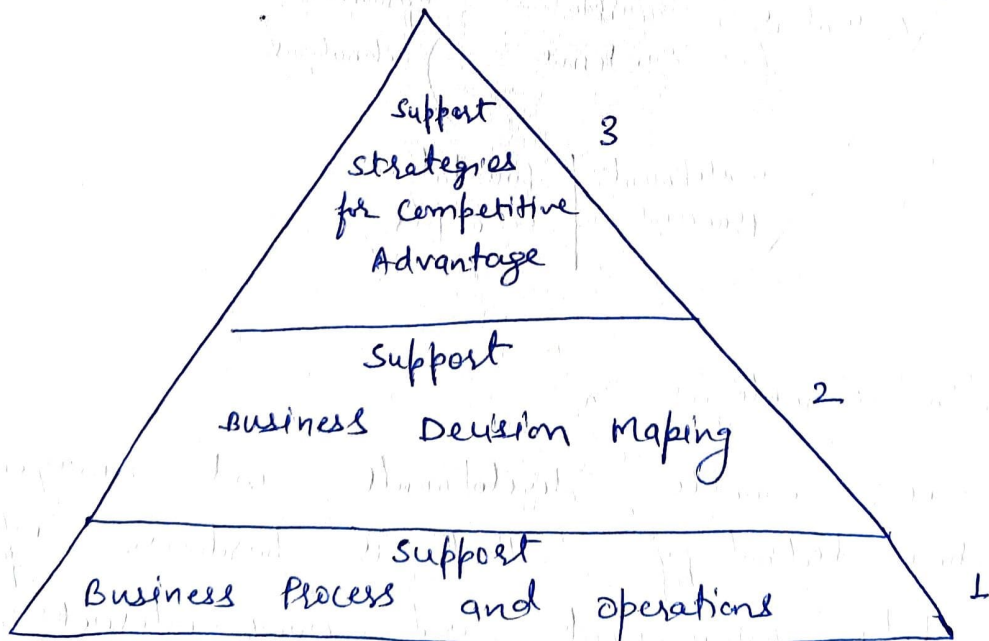 Support
3
Strategies
for Competitive
Advantage
Support
2
Business Decision Making
Support
Business Process and operations
1